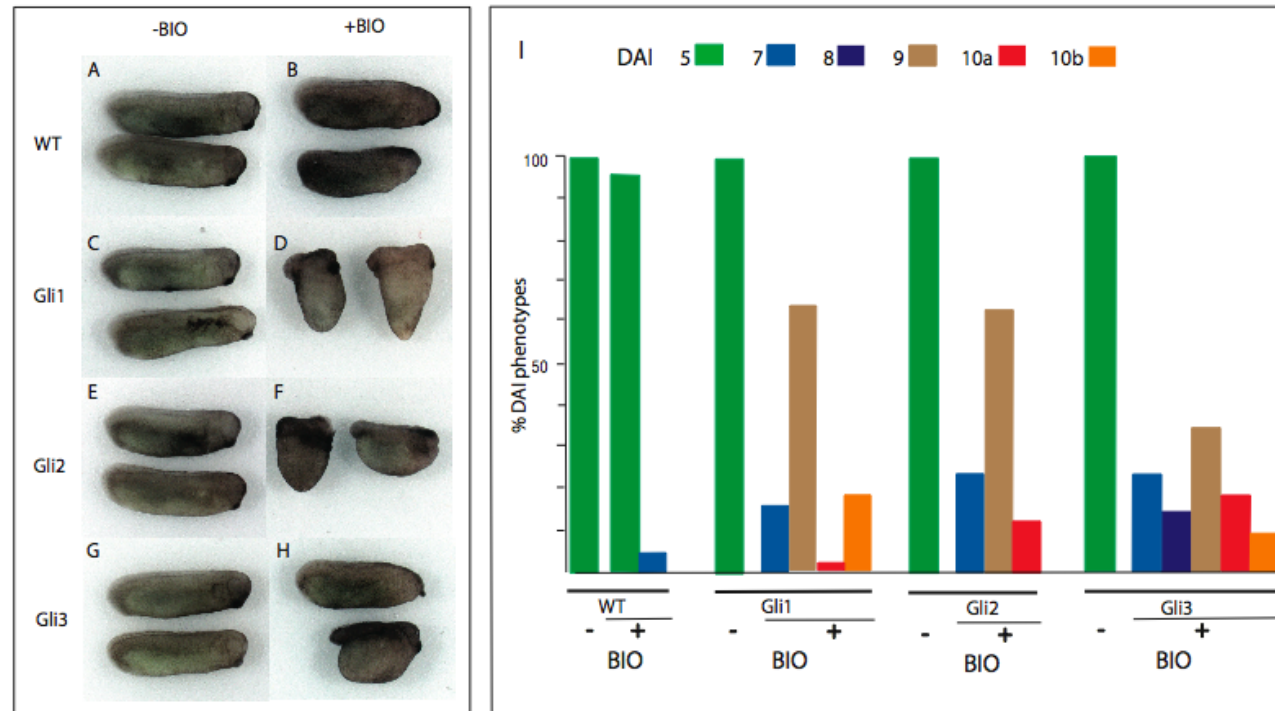 -BIO +BIO
A B
WT
C D
Gli1
E F
Gli2
G H
Gli3
I DAI 5 7 8 9 10a 10b
100
50
% DAI phenotypes
WT Gli1 Gli2 Gli3
- + - + - + - +
BIO BIO BIO BIO